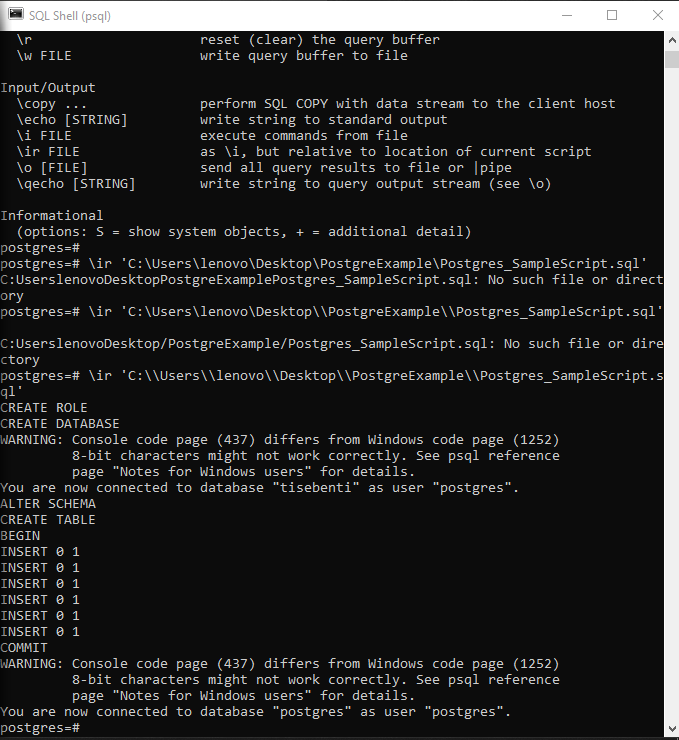 SQL Shell (psql)
\r reset (clear) the query buffer
\w FILE write query buffer to file
Input/Output
\copy ... perform SQL COPY with data stream to the client host
\echo [STRING] write string to standard output
\i FILE execute commands from file
\ir FILE as \i, but relative to location of current script
\o [FILE] send all query results to file or |pipe
\qecho [STRING] write string to query output stream (see \o)
Informational
(options: S = show system objects, + = additional detail)
postgres=#
postgres=# \ir 'C:\Users\lenovo\Desktop\PostgreExample\Postgres_SampleScript.sql'
C:UserslenovoDesktopPostgreExamplePostgres_SampleScript.sql: No such file or direct
ory
postgres=# \ir 'C:\Users\lenovo\Desktop\\PostgreExample\\Postgres_SampleScript.sql'
C:UserslenovoDesktop/PostgreExample/Postgres_SampleScript.sql: No such file or dire
ctory
postgres=# \ir 'C:\\Users\\lenovo\\Desktop\\PostgreExample\\Postgres_SampleScript.s
ql'
CREATE ROLE
CREATE DATABASE
WARNING: Console code page (437) differs from Windows code page (1252)
8-bit characters might not work correctly. See psql reference
page "Notes for Windows users" for details.
You are now connected to database "tisebenti" as user "postgres".
ALTER SCHEMA
CREATE TABLE
BEGIN
INSERT 0 1
INSERT 0 1
INSERT 0 1
INSERT 0 1
INSERT 0 1
INSERT 0 1
COMMIT
WARNING: Console code page (437) differs from Windows code page (1252)
8-bit characters might not work correctly. See psql reference
page "Notes for Windows users" for details.
You are now connected to database "postgres" as user "postgres".
postgres=#